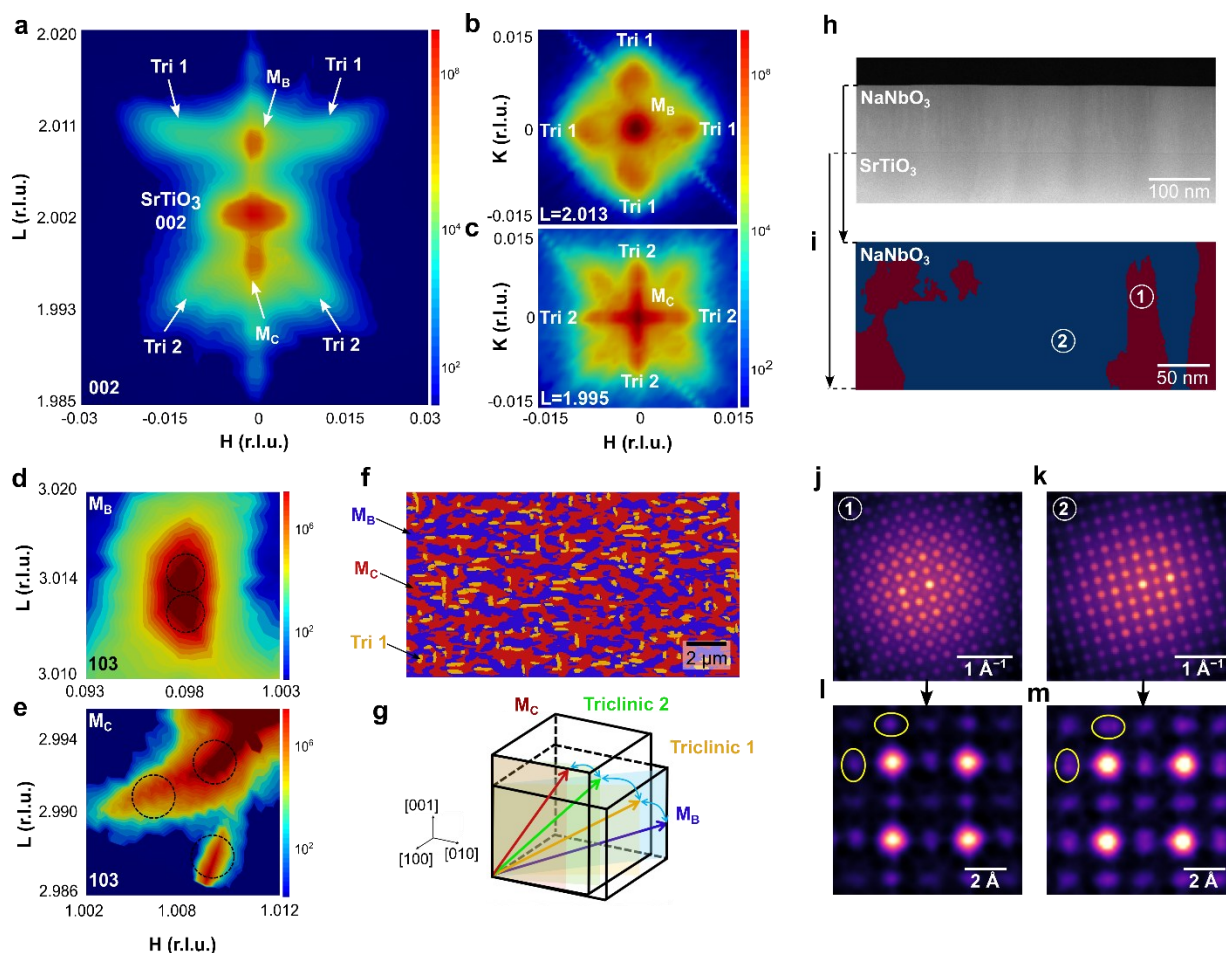 a
2.020
2.011
2.002
1.993
1.985
L (r.l.u.)
Tri 1
Tri 1
M_B
SrTiO₃
002
M_C
Tri 2
Tri 2
002
-0.03
-0.015
0
0.015
0.03
H (r.l.u.)
10⁸
10⁴
10²
b
0.015
0
-0.015
K (r.l.u.)
Tri 1
M_B
Tri 1
Tri 1
Tri 1
L=2.013
c
0.015
0
-0.015
K (r.l.u.)
Tri 2
M_C
Tri 2
Tri 2
Tri 2
L=1.995
-0.015
0
0.015
H (r.l.u.)
10⁸
10⁴
10²
h
NaNbO₃
SrTiO₃
100 nm
i
NaNbO₃
1
2
50 nm
d
3.020
3.014
3.010
L (r.l.u.)
M_B
103
0.093
0.098
1.003
10⁶
10²
e
2.994
2.990
2.986
L (r.l.u.)
M_C
103
1.002
1.008
1.012
H (r.l.u.)
10⁶
10²
f
M_B
M_C
Tri 1
2 μm
g
M_C
Triclinic 2
Triclinic 1
M_B
[001]
[100]
[010]
j
1
1 Å⁻¹
k
2
1 Å⁻¹
l
2 Å
m
2 Å